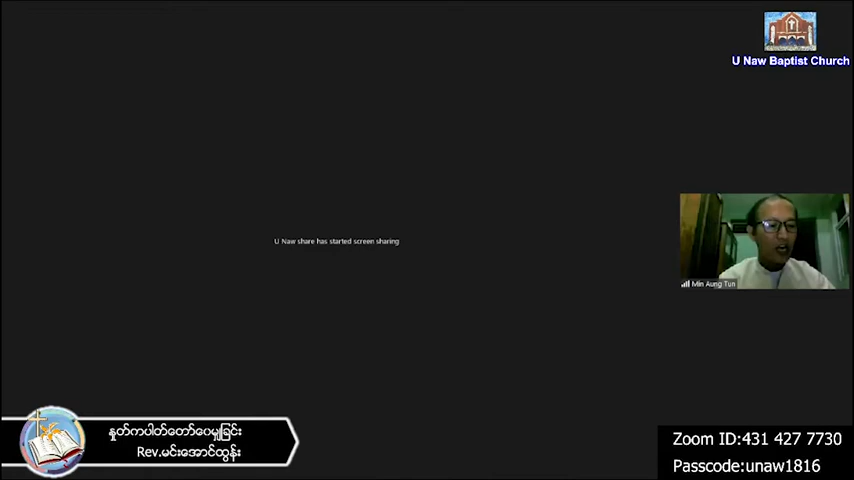 U Naw Baptist Church
U Naw share has started screen sharing
Min Aung Tun
နှုတ်ကပါတ်တော်ဝေမျှခြင်း
Rev.မင်းအောင်ထွန်း
Zoom ID:431 427 7730
Passcode:unaw1816